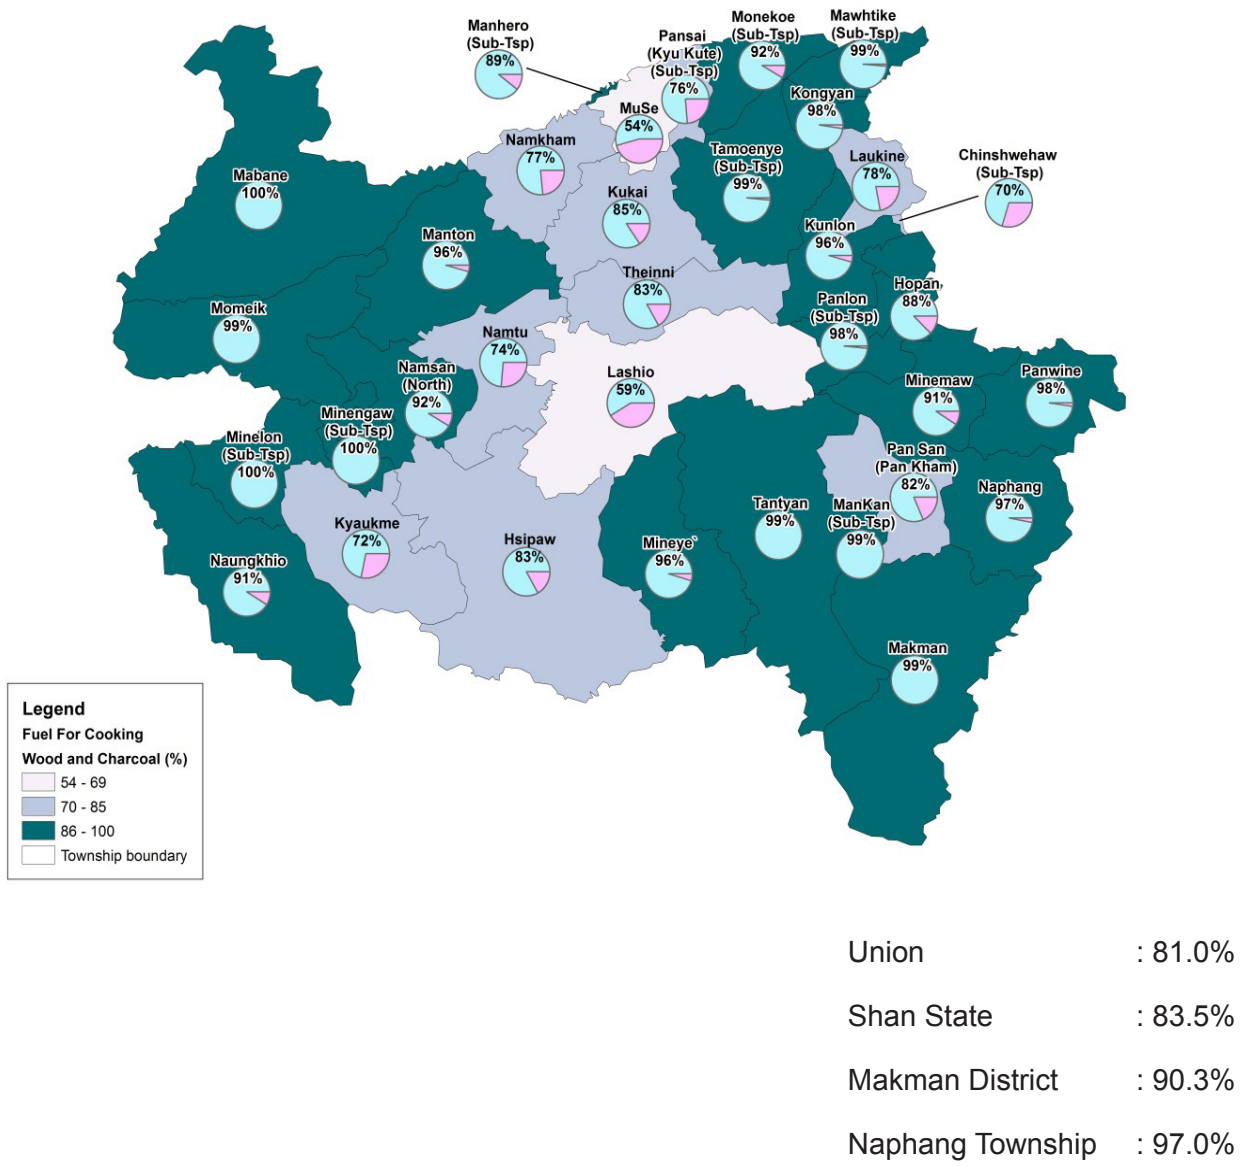 Manhero
(Sub-Tsp)
89%
Pansai
(Kyu Kute)
(Sub-Tsp)
76%
Monekoe
(Sub-Tsp)
92%
Mawhtike
(Sub-Tsp)
99%
MuSe
54%
Kongyan
98%
Namkham
77%
Tamoenye
(Sub-Tsp)
99%
Laukine
78%
Chinshwehaw
(Sub-Tsp)
70%
Mabane
100%
Kukai
85%
Manton
96%
Kunlon
96%
Theinni
83%
Hopan
88%
Panlon
(Sub-Tsp)
98%
Momeik
99%
Namtu
74%
Namsan
(North)
92%
Lashio
59%
Minemaw
91%
Panwine
98%
Minengaw
(Sub-Tsp)
100%
Minelon
(Sub-Tsp)
100%
Pan San
(Pan Kham)
82%
Naphang
97%
Tantyan
99%
ManKan
(Sub-Tsp)
99%
Kyaukme
72%
Hsipaw
83%
Mineye`
96%
Naungkhio
91%
Makman
99%
Legend
Fuel For Cooking
Wood and Charcoal (%)
54 - 69
70 - 85
86 - 100
Township boundary
Union : 81.0%
Shan State : 83.5%
Makman District : 90.3%
Naphang Township : 97.0%